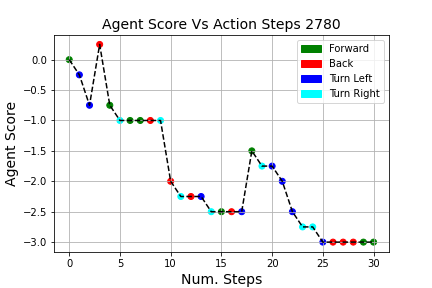 Agent Score Vs Action Steps 2780
Forward
Back
Turn Left
Turn Right
0.0
−0.5
−1.0
−1.5
−2.0
−2.5
−3.0
Agent Score
0 5 10 15 20 25 30
Num. Steps